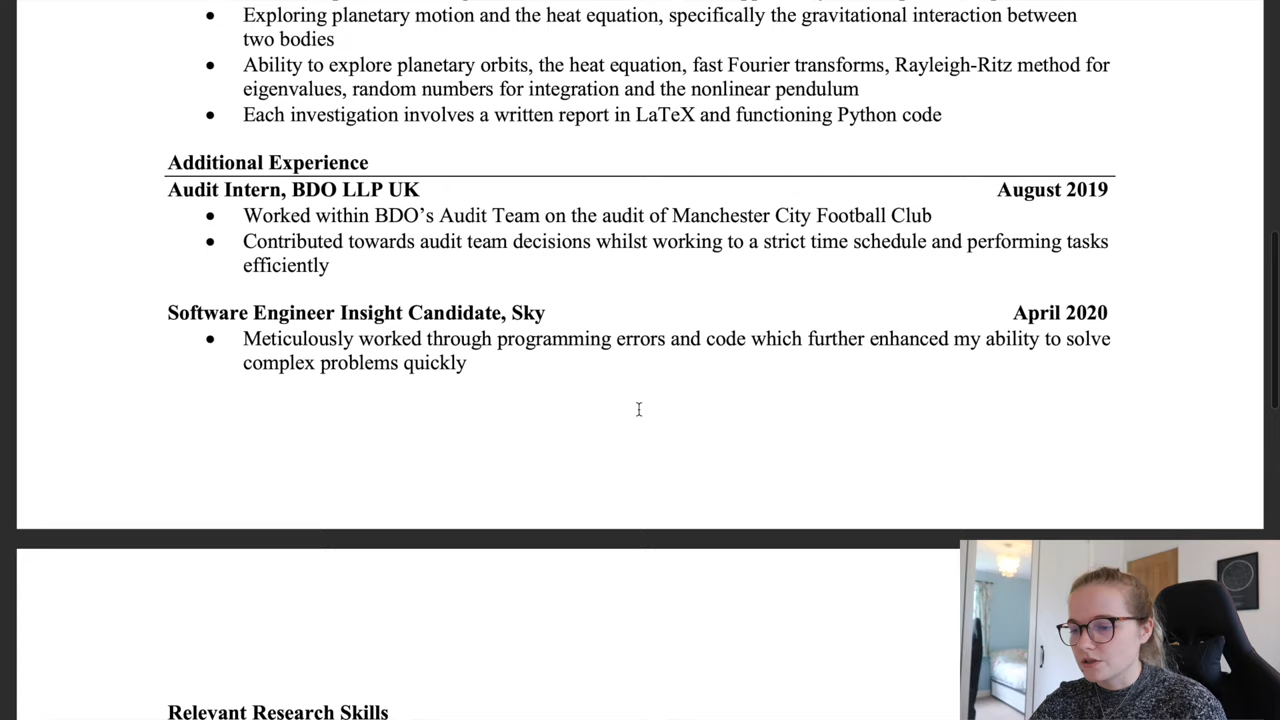 Exploring planetary motion and the heat equation, specifically the gravitational interaction between
two bodies
Ability to explore planetary orbits, the heat equation, fast Fourier transforms, Rayleigh-Ritz method for
eigenvalues, random numbers for integration and the nonlinear pendulum
Each investigation involves a written report in LaTeX and functioning Python code
Additional Experience
Audit Intern, BDO LLP UK August 2019
Worked within BDO’s Audit Team on the audit of Manchester City Football Club
Contributed towards audit team decisions whilst working to a strict time schedule and performing tasks
efficiently
Software Engineer Insight Candidate, Sky April 2020
Meticulously worked through programming errors and code which further enhanced my ability to solve
complex problems quickly
Relevant Research Skills